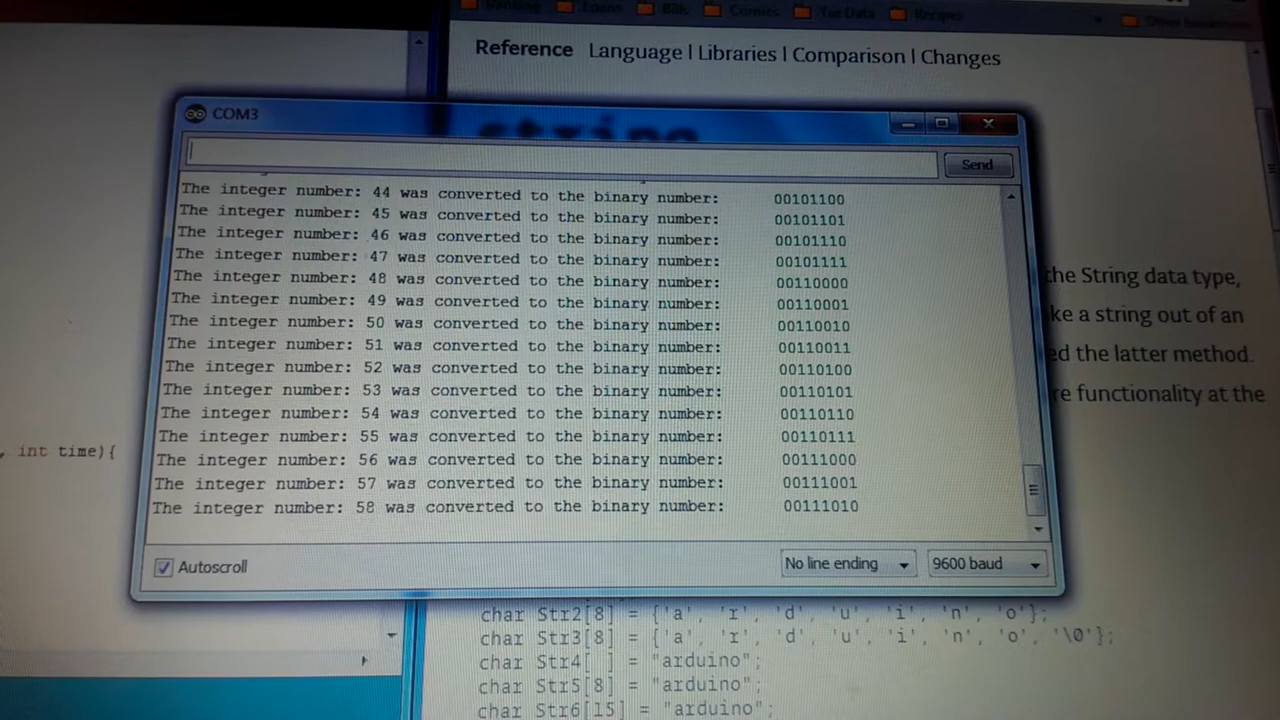 Banking Loans Bills Comics Tus Data Recipes Other bookmarks
Reference Language | Libraries | Comparison | Changes
string
COM3
Send
The integer number: 44 was converted to the binary number: 00101100
The integer number: 45 was converted to the binary number: 00101101
The integer number: 46 was converted to the binary number: 00101110
The integer number: 47 was converted to the binary number: 00101111
The integer number: 48 was converted to the binary number: 00110000
The integer number: 49 was converted to the binary number: 00110001
The integer number: 50 was converted to the binary number: 00110010
The integer number: 51 was converted to the binary number: 00110011
The integer number: 52 was converted to the binary number: 00110100
The integer number: 53 was converted to the binary number: 00110101
The integer number: 54 was converted to the binary number: 00110110
The integer number: 55 was converted to the binary number: 00110111
The integer number: 56 was converted to the binary number: 00111000
The integer number: 57 was converted to the binary number: 00111001
The integer number: 58 was converted to the binary number: 00111010
Autoscroll No line ending 9600 baud
the String data type,
ke a string out of an
ed the latter method.
re functionality at the
, int time){
char Str2[8] = {'a', 'r', 'd', 'u', 'i', 'n', 'o'};
char Str3[8] = {'a', 'r', 'd', 'u', 'i', 'n', 'o', '\0'};
char Str4[ ] = "arduino";
char Str5[8] = "arduino";
char Str6[15] = "arduino";